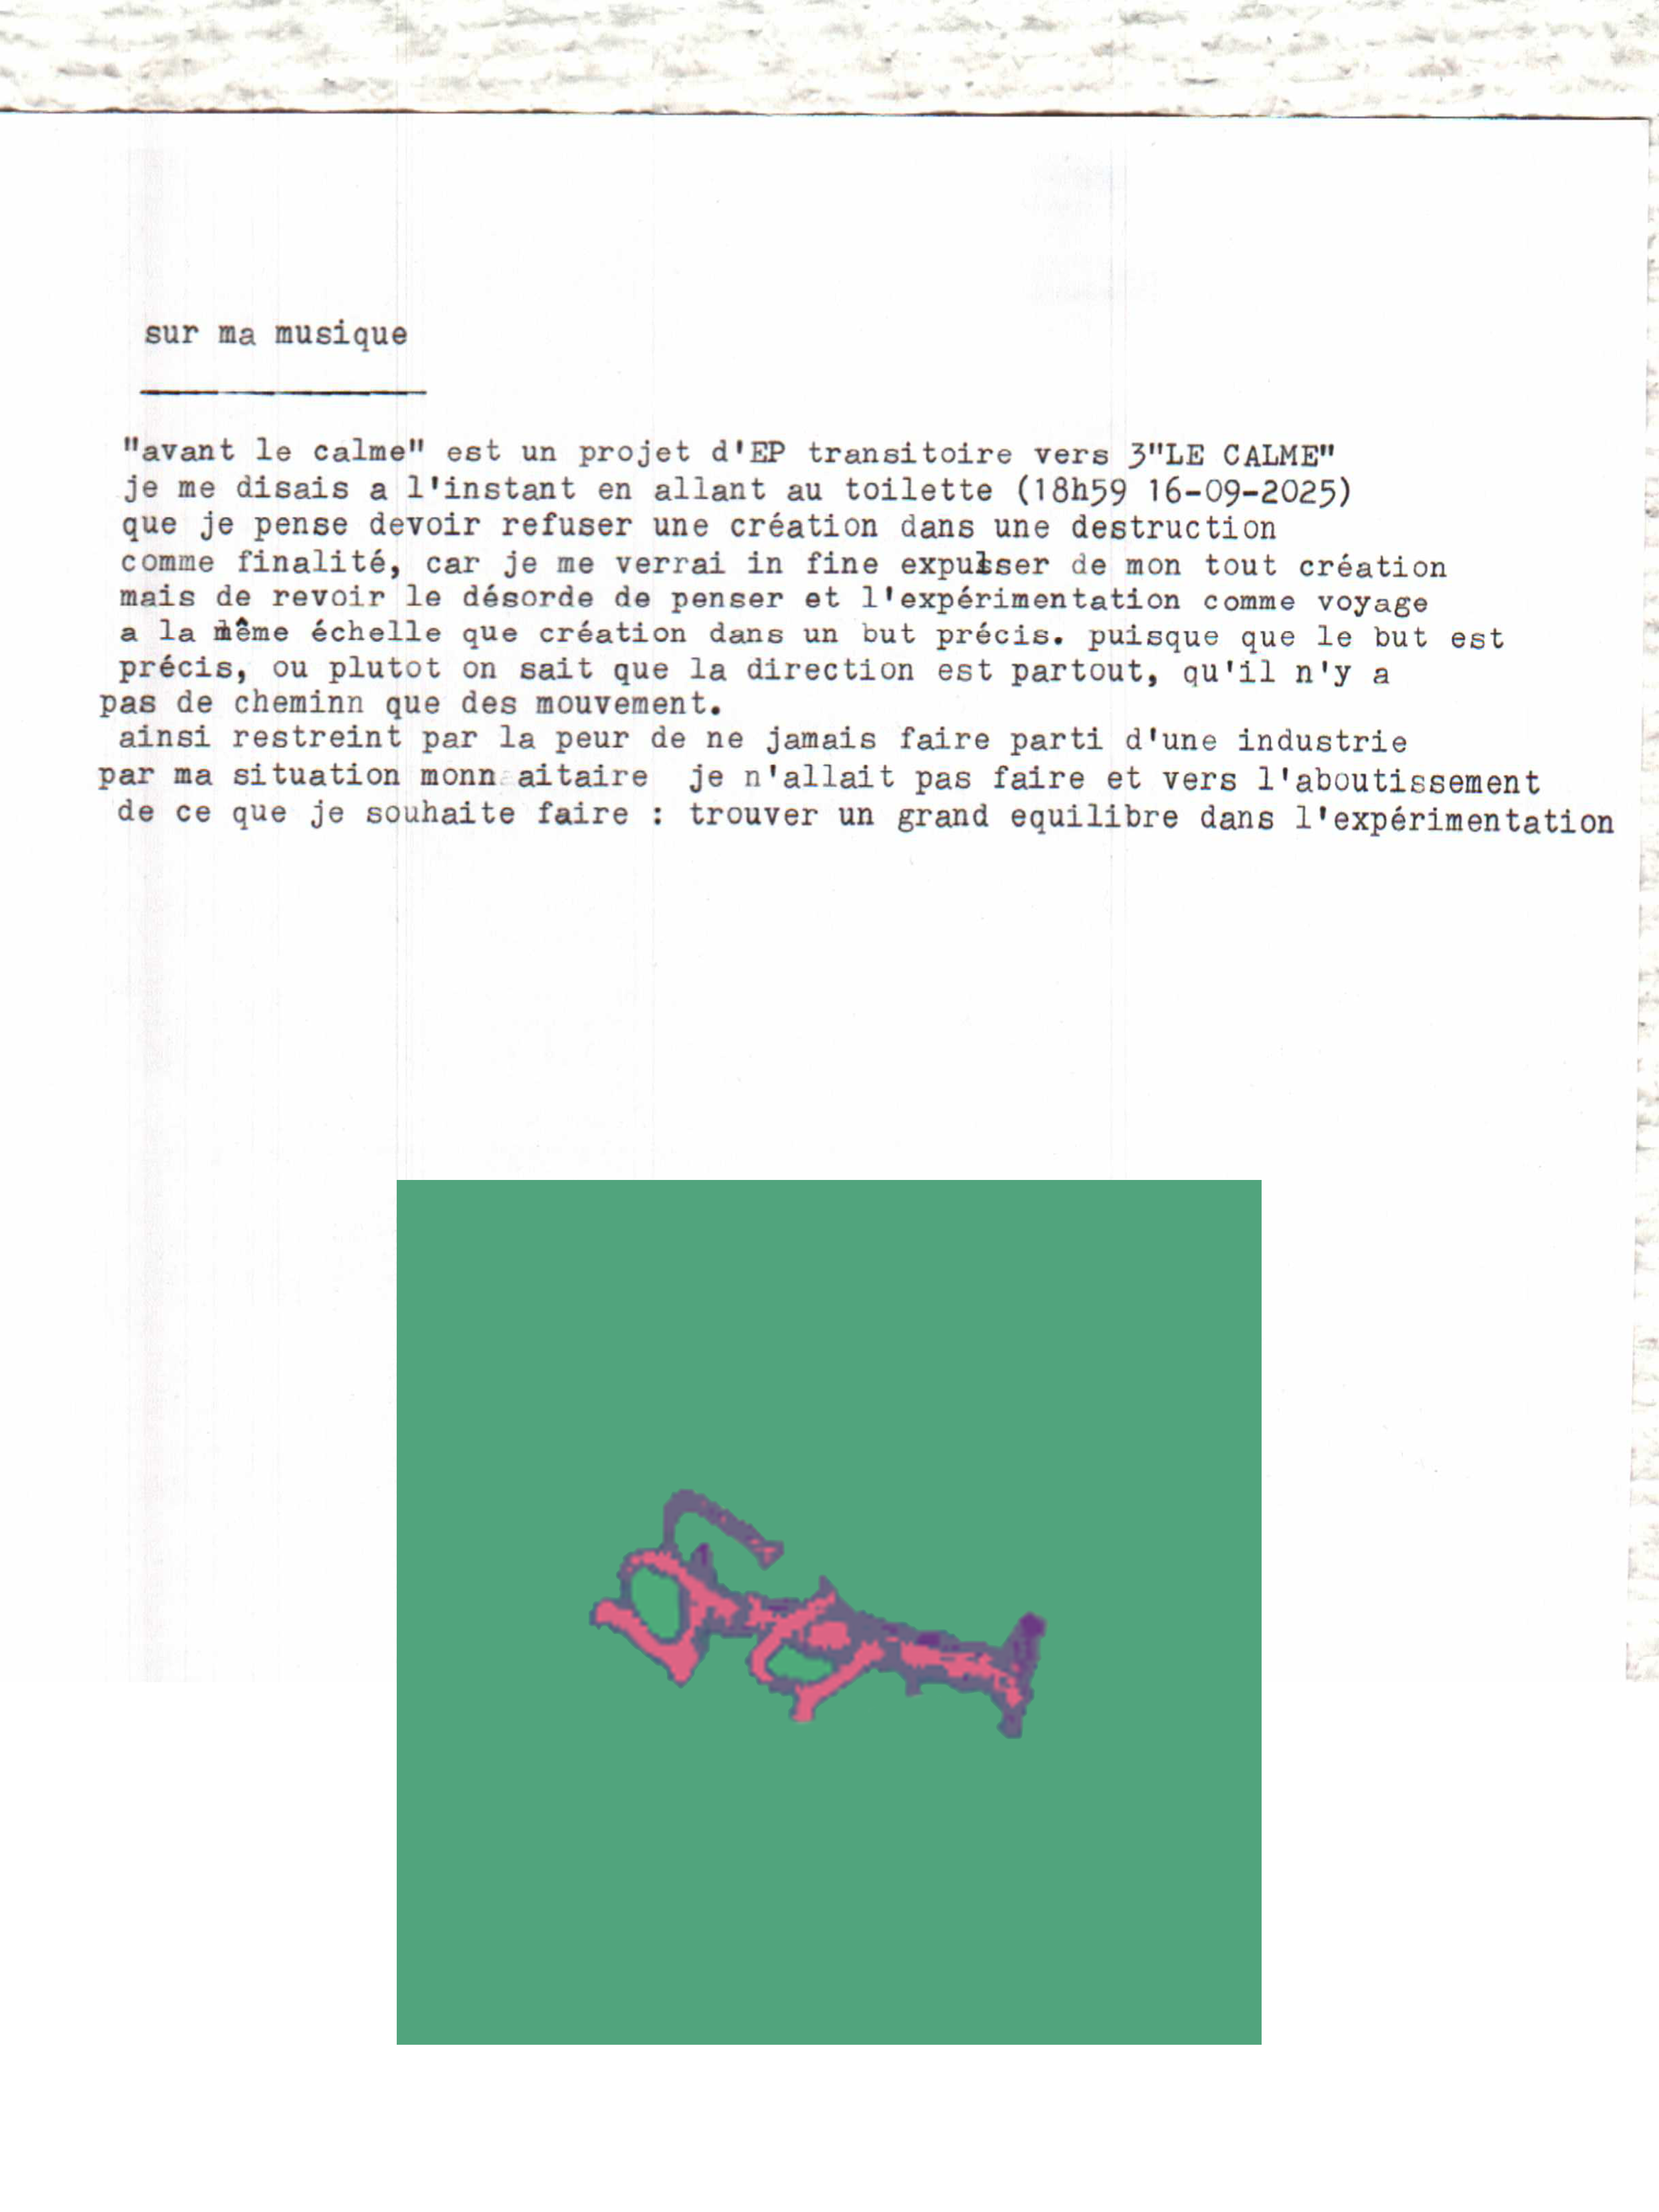 sur ma musique
"avant le calme" est un projet d'EP transitoire vers 3"LE CALME"
je me disais a l'instant en allant au toilette (18h59 16-09-2025)
que je pense devoir refuser une création dans une destruction
comme finalité, car je me verrai in fine expulsser de mon tout création
mais de revoir le désorde de penser et l'expérimentation comme voyage
a la même échelle que création dans un but précis. puisque que le but est
précis, ou plutot on sait que la direction est partout, qu'il n'y a
pas de cheminn que des mouvement.
ainsi restreint par la peur de ne jamais faire parti d'une industrie
par ma situation monn aitaire je n'allait pas faire et vers l'aboutissement
de ce que je souhaite faire : trouver un grand equilibre dans l'expérimentation